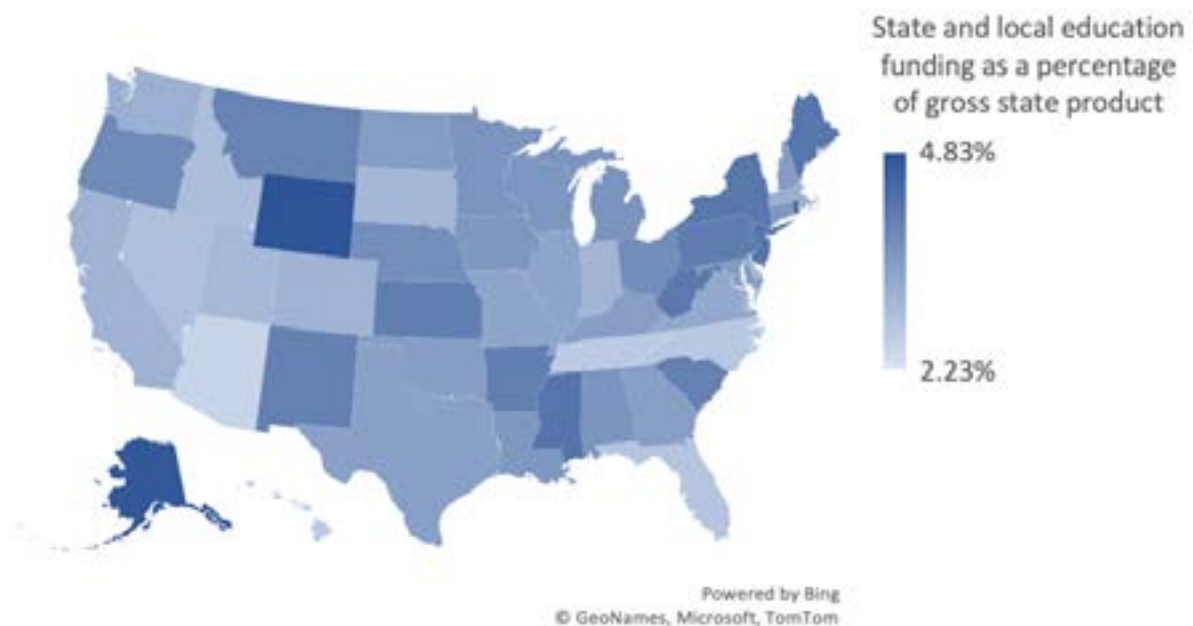 State and local education
funding as a percentage
of gross state product
4.83%
2.23%
Powered by Bing
© GeoNames, Microsoft, TomTom